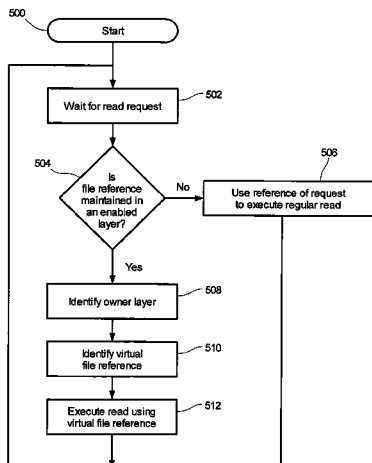 500
Start
Wait for read request
502
504
Is
file reference
maintained in
an enabled
layer?
No
506
Use reference of request
to execute regular read
Yes
Identify owner layer
508
Identify virtual
file reference
510
Execute read using
virtual file reference
512